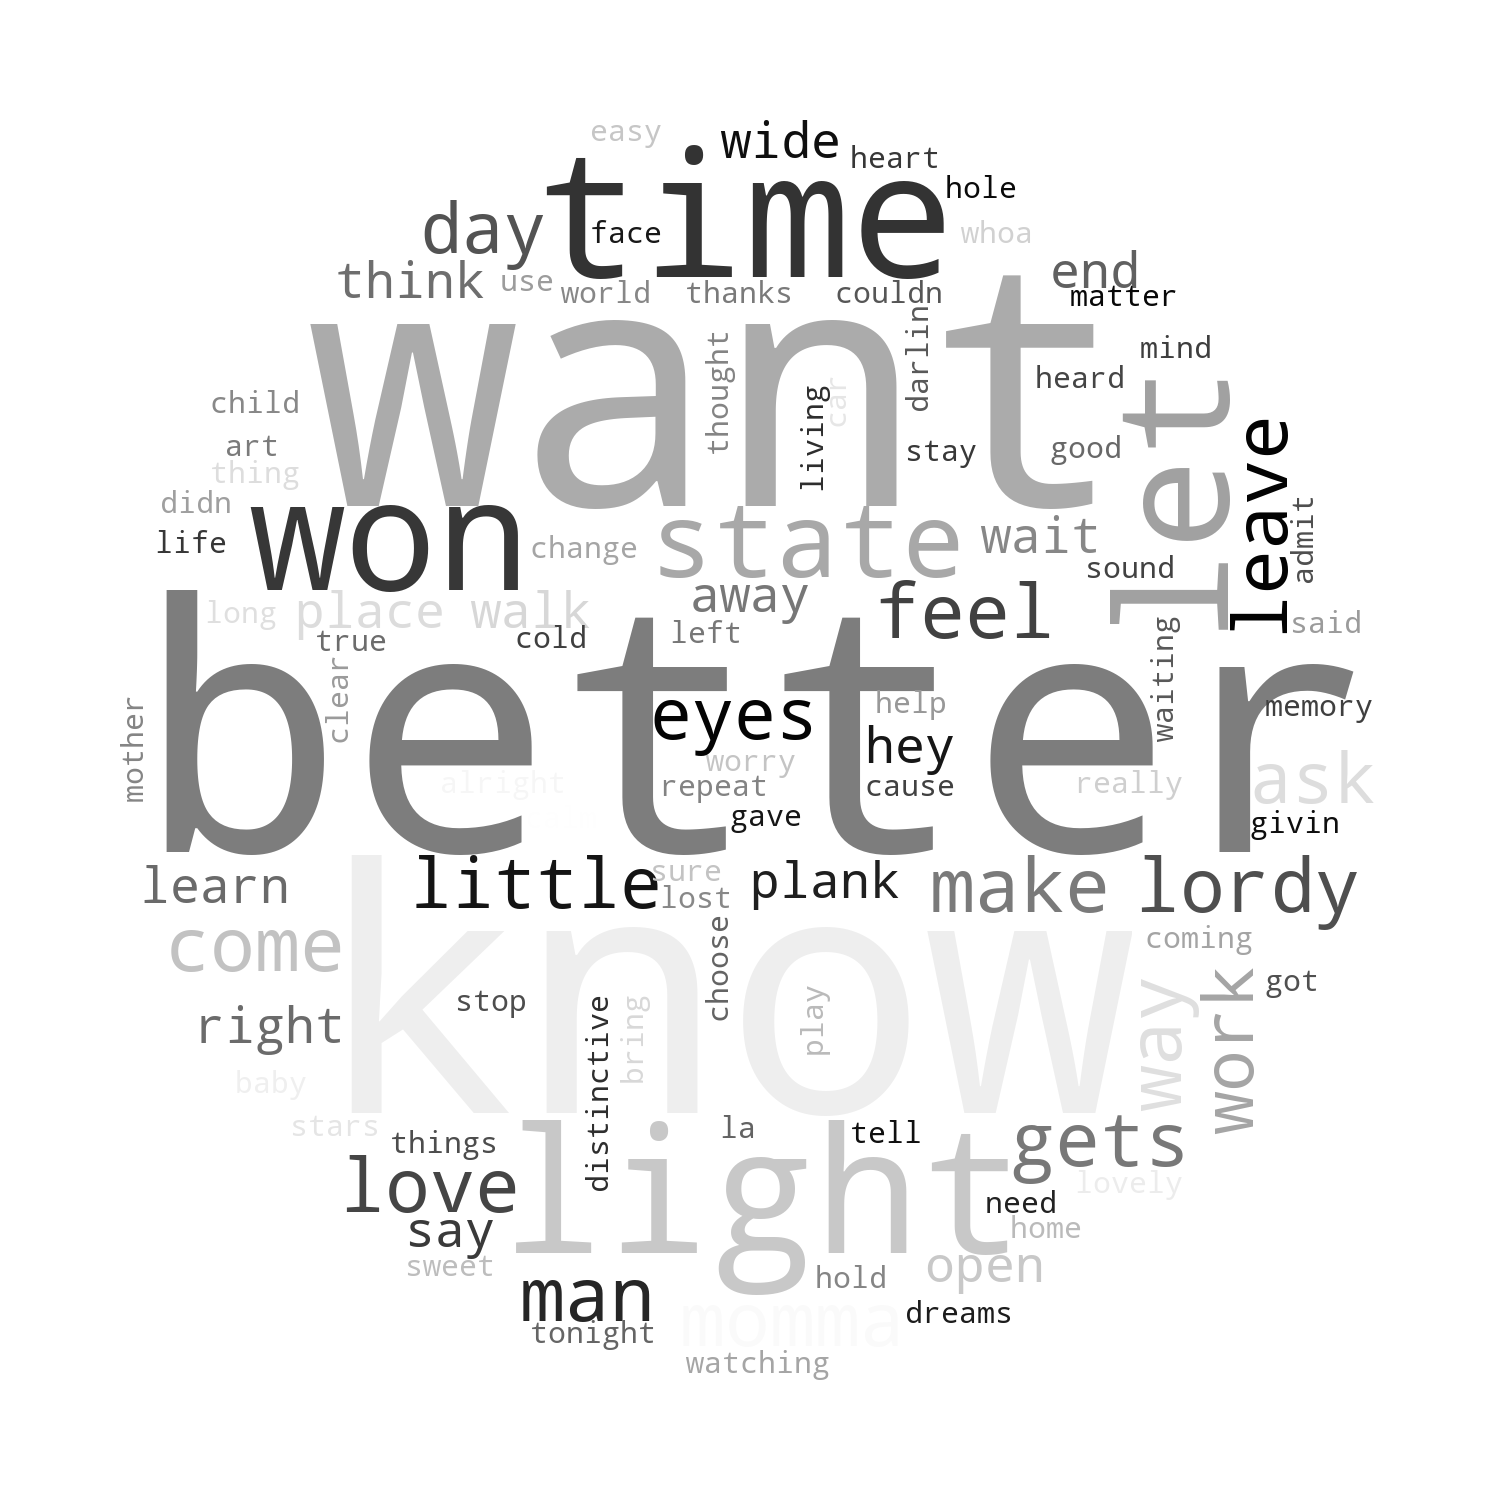 easy
wide
heart
time
hole
day
face
whoa
think
use
world
thanks
couldn
end
matter
want
darlin
thought
mind
heard
let
child
car
living
art
stay
good
leave
thing
didn
life
won
change
state
wait
admit
sound
long
place
walk
away
feel
true
cold
left
said
clear
better
waiting
mother
eyes
help
memory
hey
worry
alright
repeat
cause
really
ask
gave
givin
learn
little
sure
lost
plank
make
lordy
come
know
choose
coming
stop
right
distinctive
bring
play
way
work
got
baby
stars
things
light
la
tell
gets
love
lovely
say
need
home
sweet
hold
open
man
momma
dreams
tonight
watching